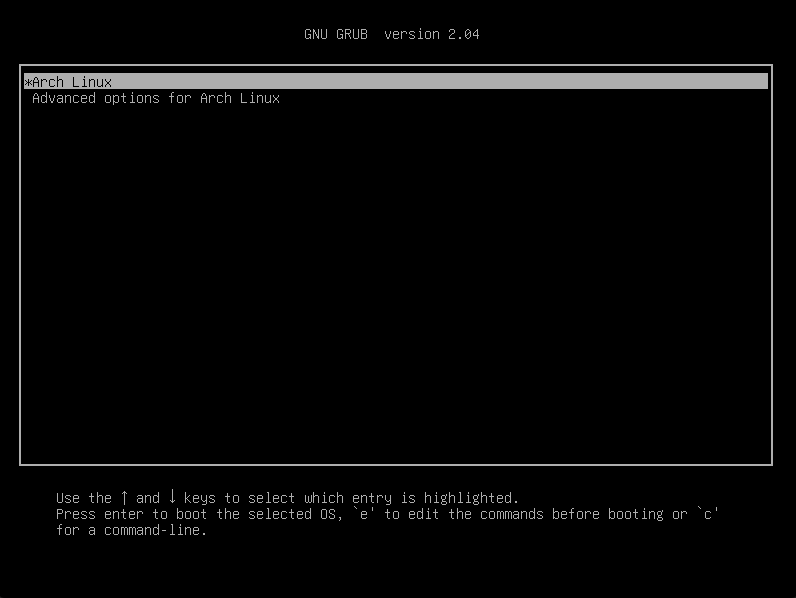 GNU GRUB  version 2.04
*Arch Linux
Advanced options for Arch Linux
Use the ↑ and ↓ keys to select which entry is highlighted.
Press enter to boot the selected OS, `e' to edit the commands before booting or `c'
for a command-line.